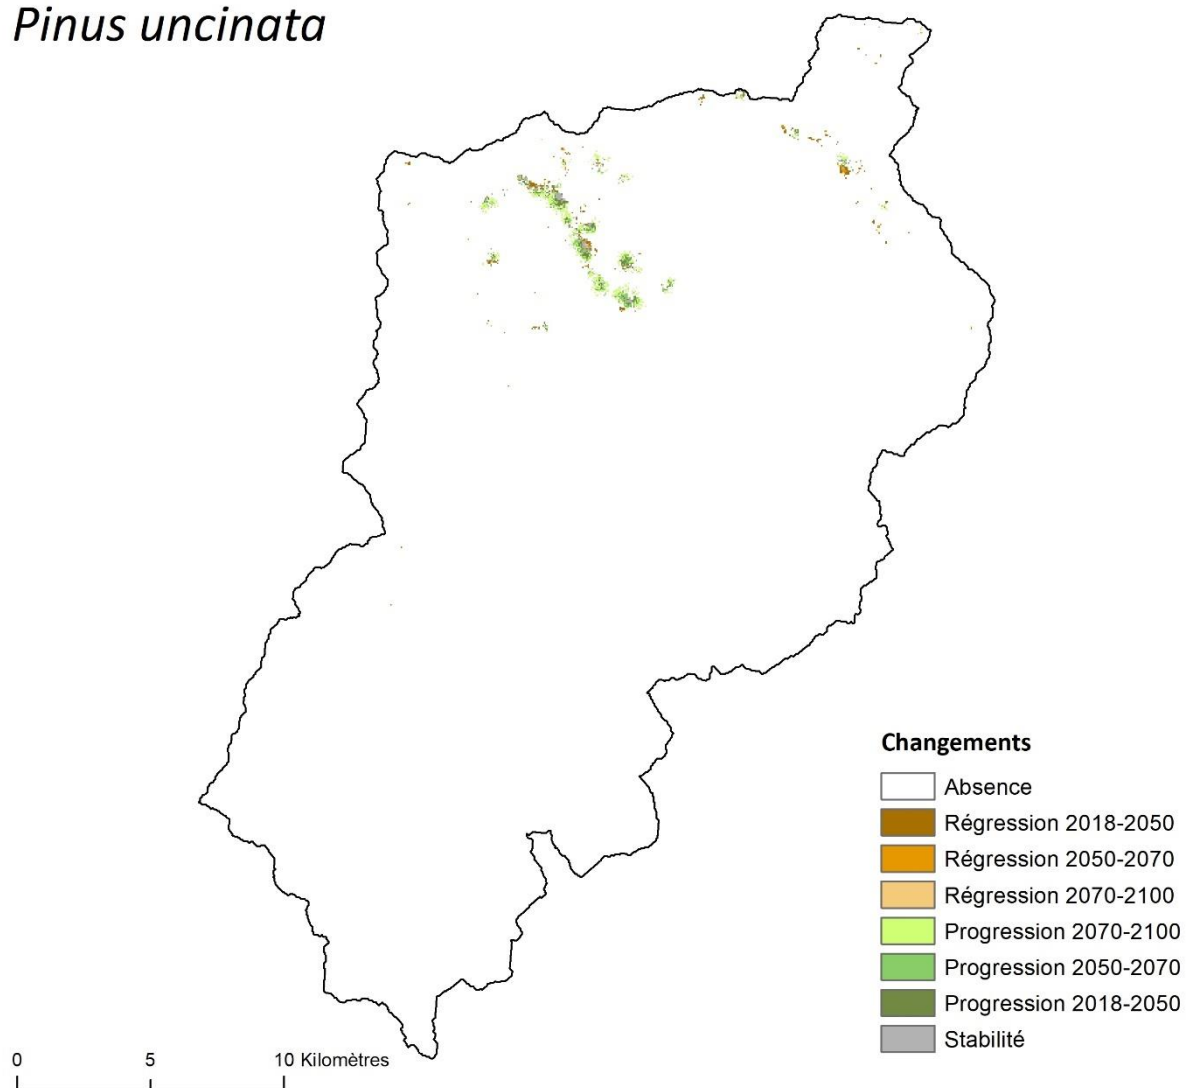 Pinus uncinata
Changements
Absence
Régression 2018-2050
Régression 2050-2070
Régression 2070-2100
Progression 2070-2100
Progression 2050-2070
Progression 2018-2050
Stabilité
0 5 10 Kilomètres